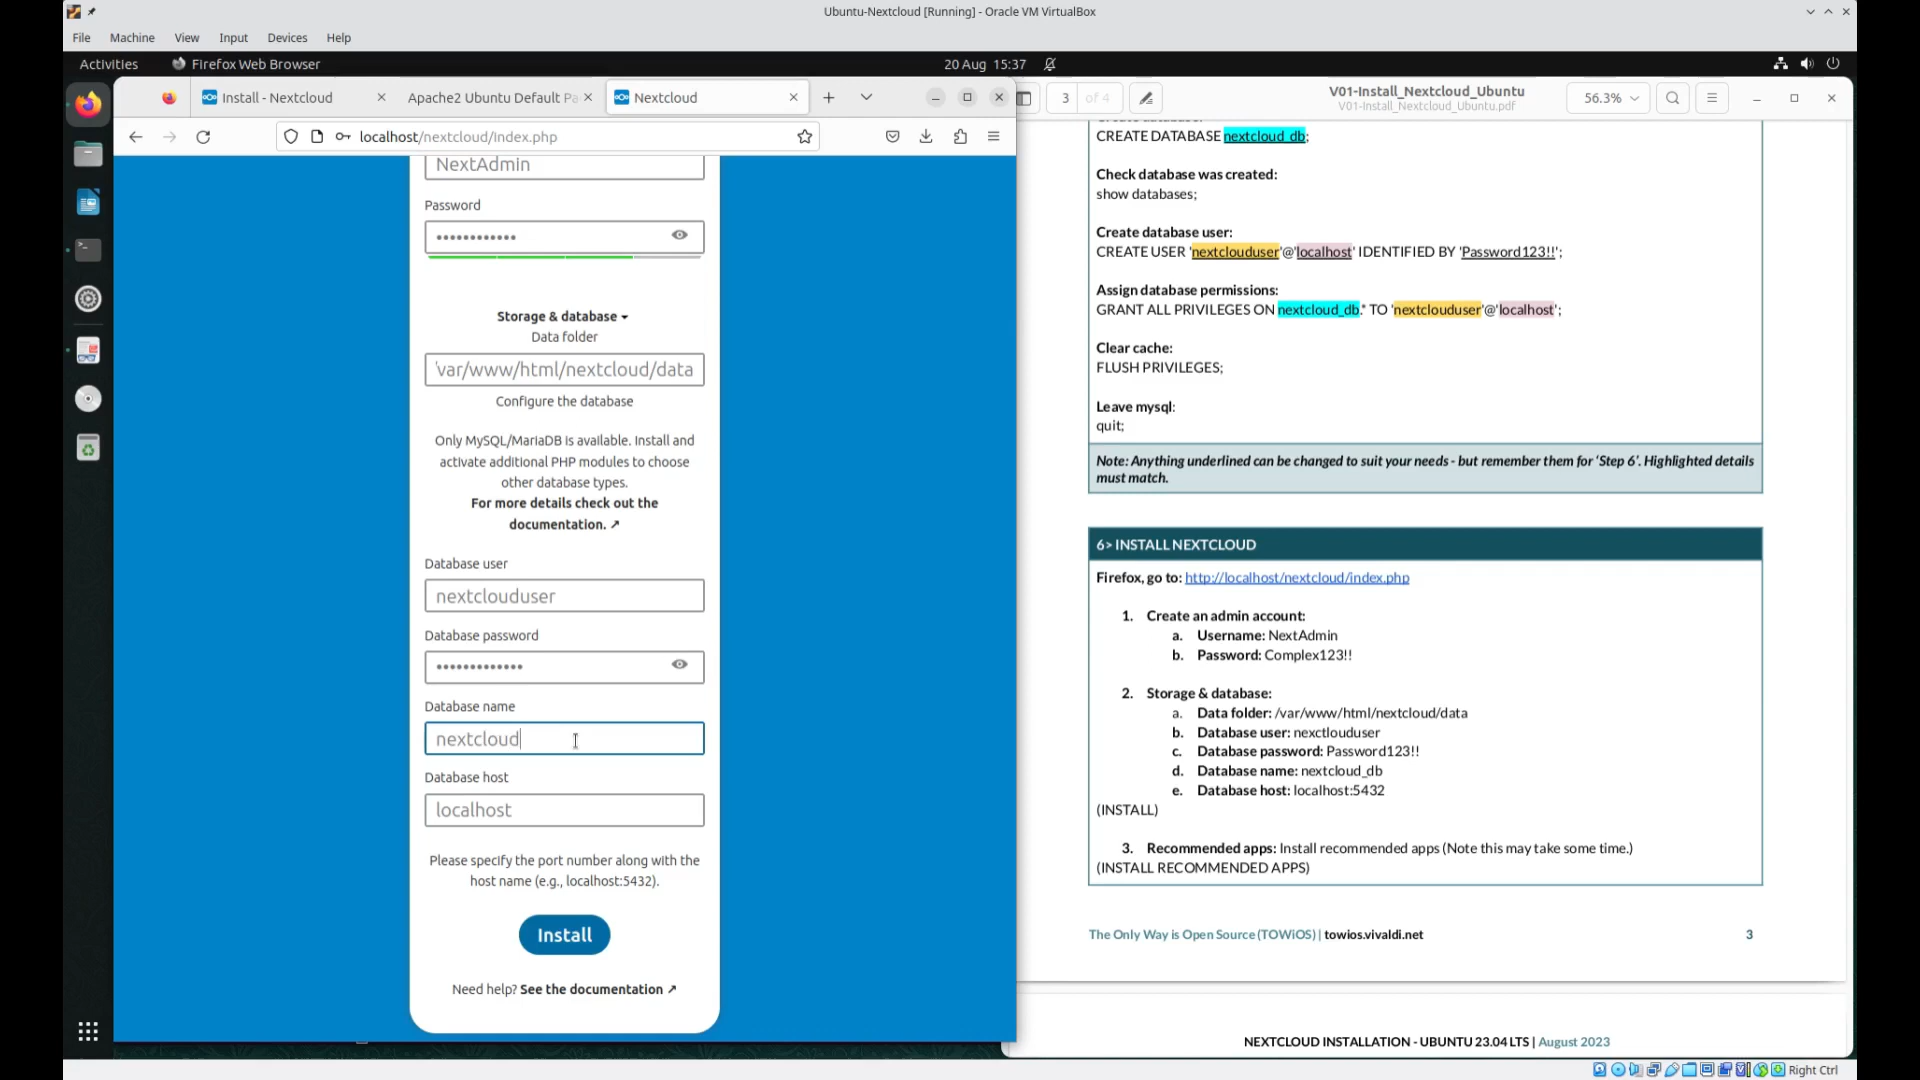 Ubuntu-Nextcloud [Running] - Oracle VM VirtualBox
File Machine View Input Devices Help
Activities Firefox Web Browser 20 Aug 15:37
Install - Nextcloud
Apache2 Ubuntu Default Pa
Nextcloud
localhost/nextcloud/index.php
NextAdmin
Password
••••••••••••
Storage & database
Data folder
var/www/html/nextcloud/data
Configure the database
Only MySQL/MariaDB is available. Install and
activate additional PHP modules to choose
other database types.
For more details check out the
documentation. ↗
Database user
nextclouduser
Database password
•••••••••••••
Database name
nextcloud
Database host
localhost
Please specify the port number along with the
host name (e.g., localhost:5432).
Install
Need help? See the documentation ↗
3 of 4
V01-Install_Nextcloud_Ubuntu
V01-Install_Nextcloud_Ubuntu.pdf
56.3%
CREATE DATABASE nextcloud_db;
Check database was created:
show databases;
Create database user:
CREATE USER 'nextclouduser'@'localhost' IDENTIFIED BY 'Password123!!';
Assign database permissions:
GRANT ALL PRIVILEGES ON nextcloud_db.* TO 'nextclouduser'@'localhost';
Clear cache:
FLUSH PRIVILEGES;
Leave mysql:
quit;
Note: Anything underlined can be changed to suit your needs - but remember them for 'Step 6'. Highlighted details
must match.
6> INSTALL NEXTCLOUD
Firefox, go to: http://localhost/nextcloud/index.php
1. Create an admin account:
a. Username: NextAdmin
b. Password: Complex123!!
2. Storage & database:
a. Data folder: /var/www/html/nextcloud/data
b. Database user: nexctlouduser
c. Database password: Password123!!
d. Database name: nextcloud_db
e. Database host: localhost:5432
(INSTALL)
3. Recommended apps: Install recommended apps (Note this may take some time.)
(INSTALL RECOMMENDED APPS)
The Only Way is Open Source (TOWiOS) | towios.vivaldi.net 3
NEXTCLOUD INSTALLATION - UBUNTU 23.04 LTS | August 2023
Right Ctrl